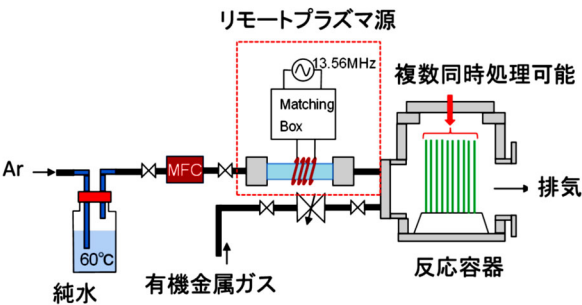 リモートプラズマ源
13.56MHz
複数同時処理可能
Matching
Box
Ar
MFC
排気
60℃
有機金属ガス
反応容器
純水